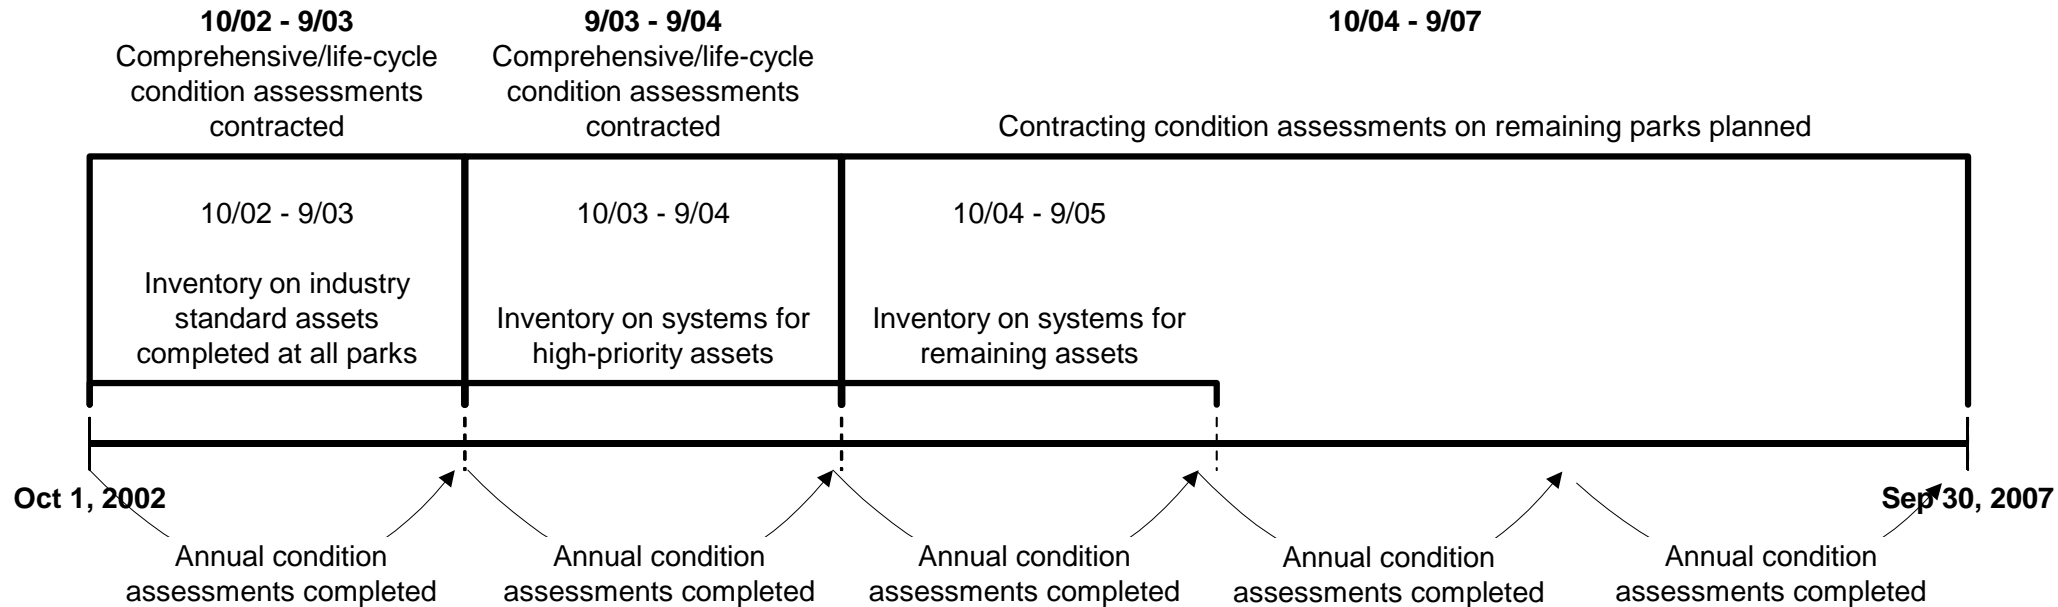 10/02 - 9/03
Comprehensive/life-cycle
condition assessments
contracted
9/03 - 9/04
Comprehensive/life-cycle
condition assessments
contracted
10/04 - 9/07
Contracting condition assessments on remaining parks planned
10/02 - 9/03
Inventory on industry
standard assets
completed at all parks
10/03 - 9/04
Inventory on systems for
high-priority assets
10/04 - 9/05
Inventory on systems for
remaining assets
Oct 1, 2002
Sep 30, 2007
Annual condition
assessments completed
Annual condition
assessments completed
Annual condition
assessments completed
Annual condition
assessments completed
Annual condition
assessments completed